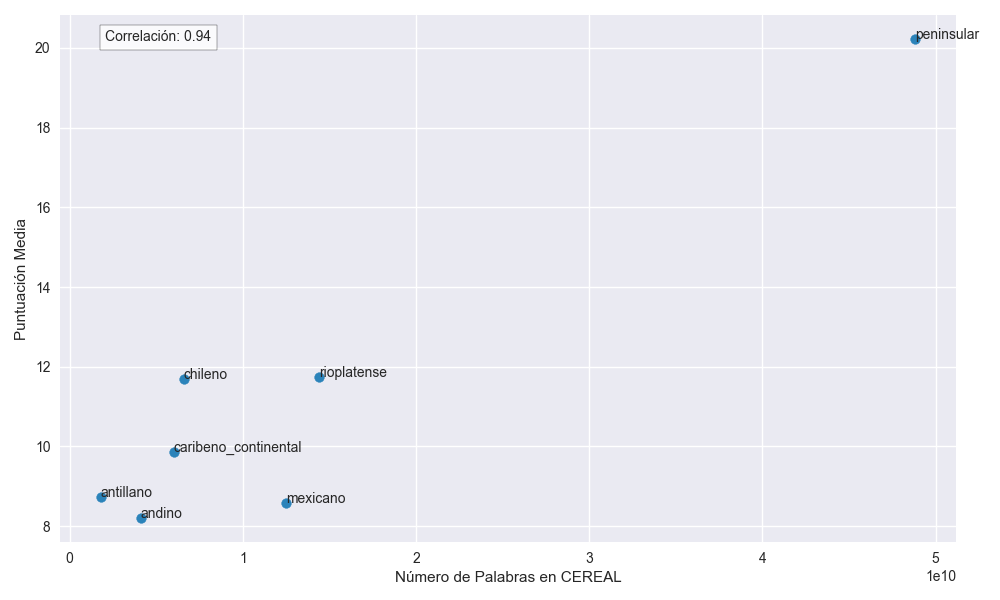 Correlación: 0.94
peninsular
chileno
rioplatense
caribeno_continental
antillano
mexicano
andino
Puntuación Media
20
18
16
14
12
10
8
0 1 2 3 4 5
1e10
Número de Palabras en CEREAL